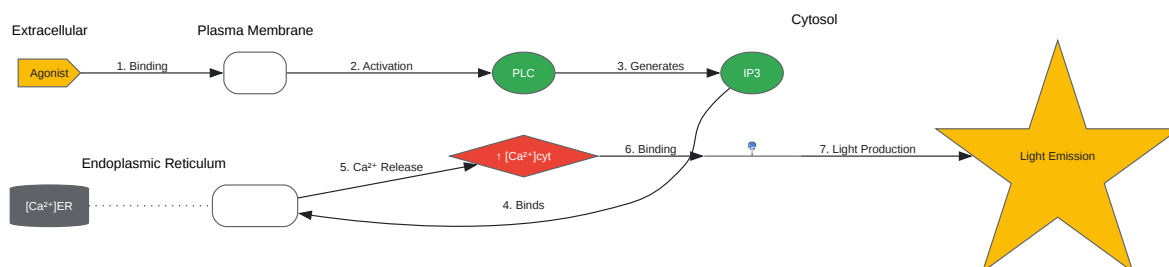 Cytosol
Extracellular
Plasma Membrane
Agonist
1. Binding
2. Activation
PLC
3. Generates
IP3
↑ [Ca²⁺]cyt
6. Binding
7. Light Production
Light Emission
Endoplasmic Reticulum
5. Ca²⁺ Release
[Ca²⁺]ER
4. Binds